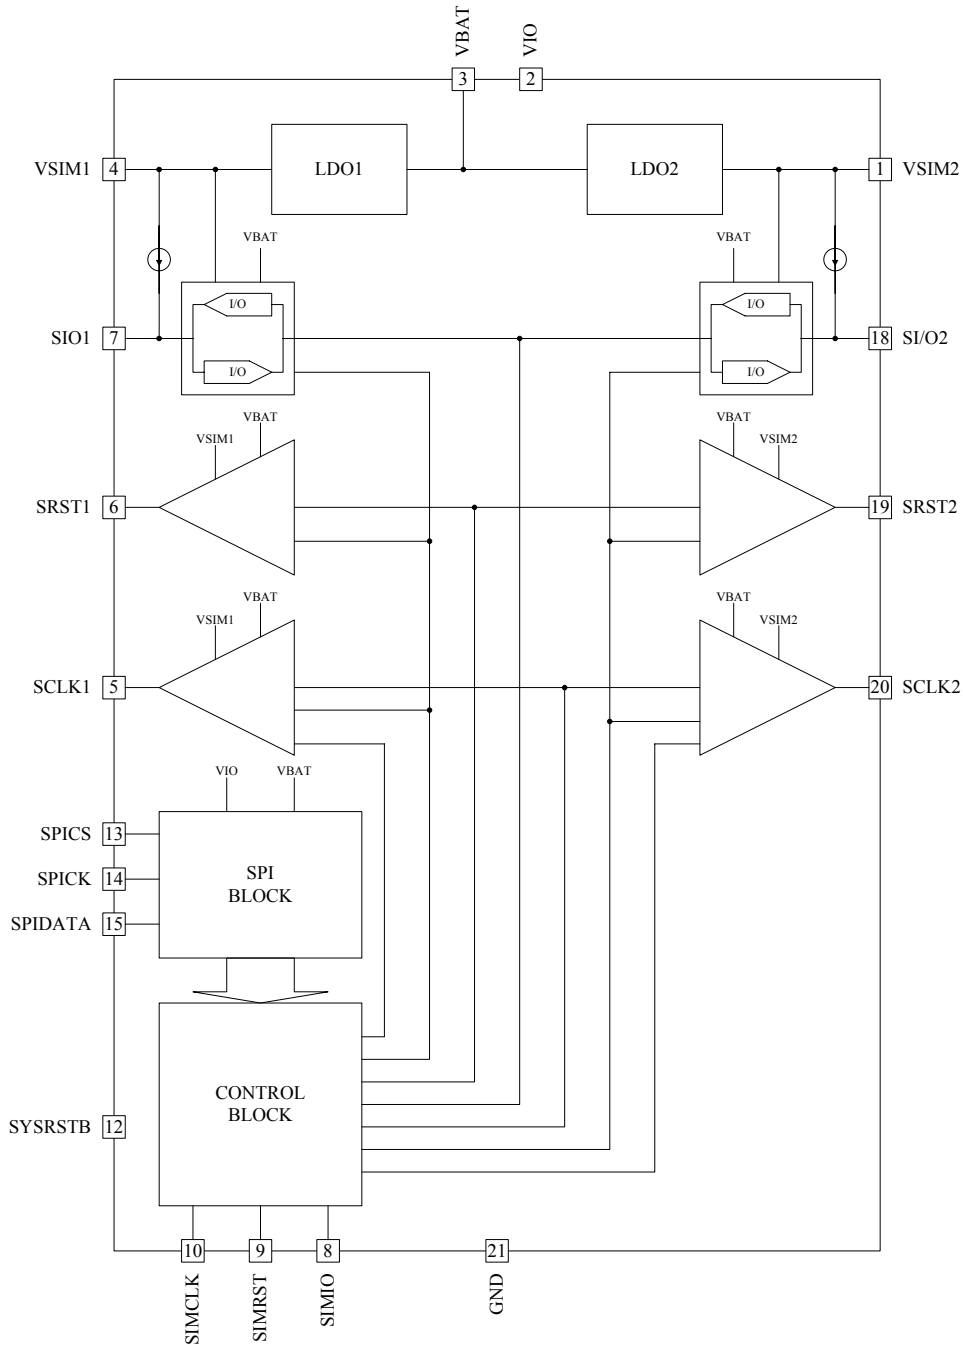 VBAT
VIO
3
2
VSIM1
4
LDO1
LDO2
1
VSIM2
VBAT
VBAT
I/O
I/O
SIO1
7
18
SI/O2
I/O
I/O
VBAT
VSIM1
VBAT
VSIM2
SRST1
6
19
SRST2
VBAT
VSIM1
VBAT
VSIM2
SCLK1
5
20
SCLK2
VIO
VBAT
SPICS
13
SPICK
14
SPIDATA
15
SPI
BLOCK
CONTROL
BLOCK
SYSRSTB
12
10
9
8
21
SIMCLK
SIMRST
SIMIO
GND